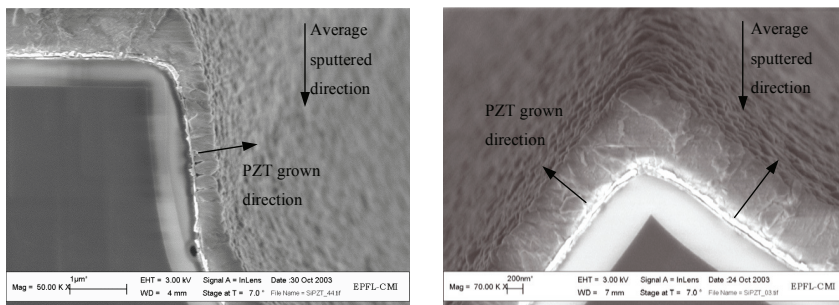 Average
sputtered
direction
PZT grown
direction
Mag = 50.00 K X
1µm*
EHT = 3.00 kV
WD = 4 mm
Signal A = InLens
Stage at T = 7.0 °
Date :30 Oct 2003
File Name = SiPZT_44.tif
EPFL-CMI
Average
sputtered
direction
PZT grown
direction
Mag = 70.00 K X
200nm*
EHT = 3.00 kV
WD = 7 mm
Signal A = InLens
Stage at T = 7.0 °
Date :24 Oct 2003
File Name = SiPZT_03.tif
EPFL-CMI